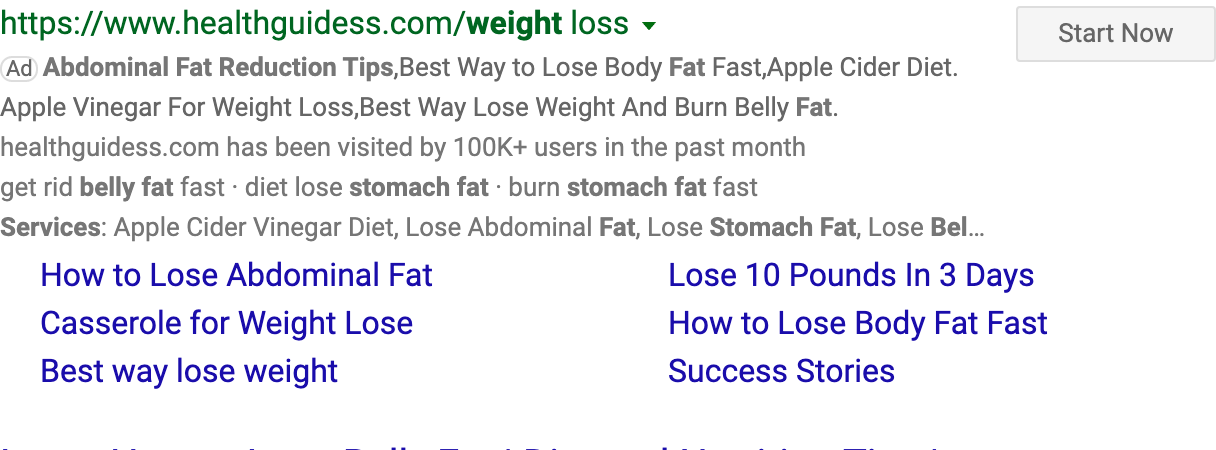 https://www.healthguidess.com/weight loss
Start Now
Ad Abdominal Fat Reduction Tips,Best Way to Lose Body Fat Fast,Apple Cider Diet.
Apple Vinegar For Weight Loss,Best Way Lose Weight And Burn Belly Fat.
healthguidess.com has been visited by 100K+ users in the past month
get rid belly fat fast · diet lose stomach fat · burn stomach fat fast
Services: Apple Cider Vinegar Diet, Lose Abdominal Fat, Lose Stomach Fat, Lose Bel...
How to Lose Abdominal Fat
Lose 10 Pounds In 3 Days
Casserole for Weight Lose
How to Lose Body Fat Fast
Best way lose weight
Success Stories